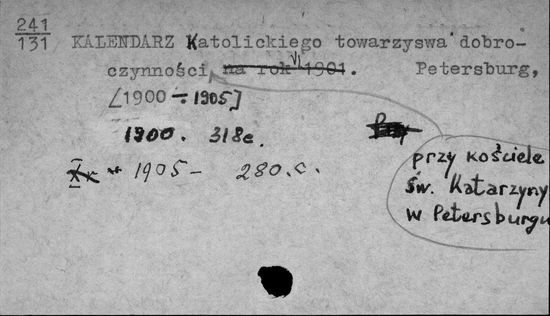 241
131
KALENDARZ Katolickiego towarzyswa dobro-
czynności na rok 1901. Petersburg,
[1900 ÷ 1905]
1900. 318c.
X 1905 - 280.c.
przy kościele
św. Katarzyny
w Petersburgu